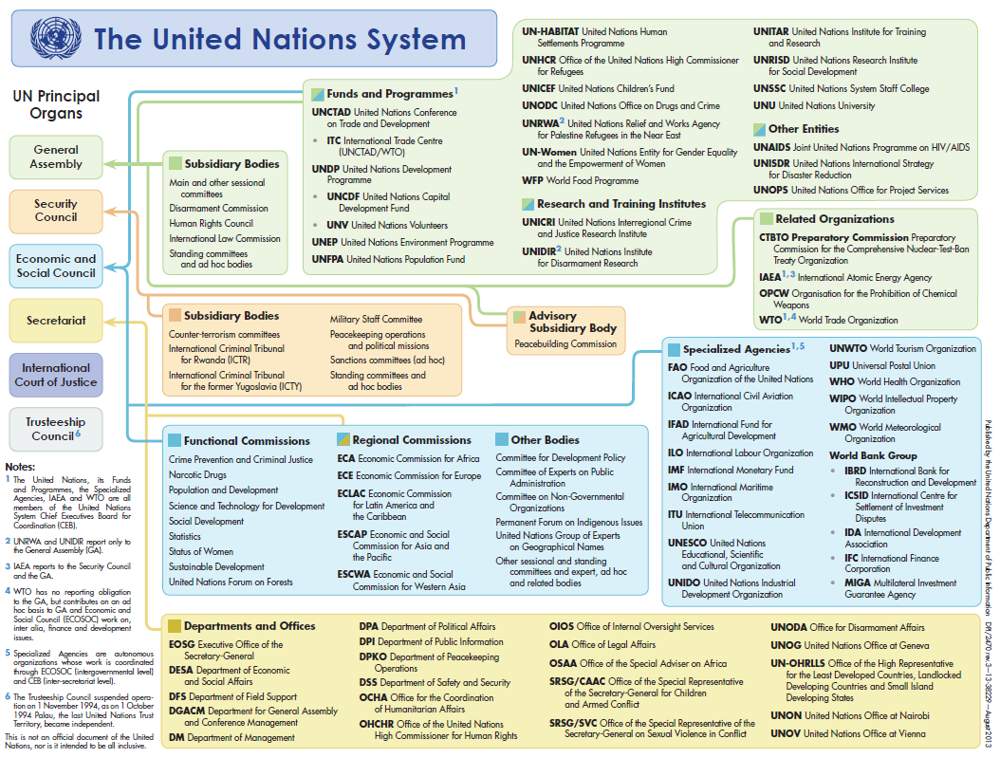 The United Nations System
UN Principal
Organs
General
Assembly
Security
Council
Economic and
Social Council
Secretariat
International
Court of Justice
Trusteeship
Council6
Notes:
1 The United Nations, its Funds
and Programmes, the Specialized
Agencies, IAEA and WTO are all
members of the United Nations
System Chief Executives Board for
Coordination (CEB).
2 UNRWA and UNIDIR report only to
the General Assembly (GA).
3 IAEA reports to the Security Council
and the GA.
4 WTO has no reporting obligation
to the GA, but contributes on an ad
hoc basis to GA and Economic and
Social Council (ECOSOC) work on,
inter alia, finance and development
issues.
5 Specialized Agencies are autonomous
organizations whose work is coordinated
through ECOSOC (intergovernmental level)
and CEB (inter-secretariat level).
6 The Trusteeship Council suspended opera-
tion on 1 November 1994, as on 1 October
1994 Palau, the last United Nations Trust
Territory, became independent.
This is not an official document of the United
Nations, nor is it intended to be all inclusive.
Subsidiary Bodies
Main and other sessional
committees
Disarmament Commission
Human Rights Council
International Law Commission
Standing committees
and ad hoc bodies
Funds and Programmes1
UNCTAD United Nations Conference
on Trade and Development
• ITC International Trade Centre
(UNCTAD/WTO)
UNDP United Nations Development
Programme
• UNCDF United Nations Capital
Development Fund
• UNV United Nations Volunteers
UNEP United Nations Environment Programme
UNFPA United Nations Population Fund
UN-HABITAT United Nations Human
Settlements Programme
UNHCR Office of the United Nations High Commissioner
for Refugees
UNICEF United Nations Children's Fund
UNODC United Nations Office on Drugs and Crime
UNRWA2 United Nations Relief and Works Agency
for Palestine Refugees in the Near East
UN-Women United Nations Entity for Gender Equality
and the Empowerment of Women
WFP World Food Programme
Research and Training Institutes
UNICRI United Nations Interregional Crime
and Justice Research Institute
UNIDIR2 United Nations Institute
for Disarmament Research
UNITAR United Nations Institute for Training
and Research
UNRISD United Nations Research Institute
for Social Development
UNSSC United Nations System Staff College
UNU United Nations University
Other Entities
UNAIDS Joint United Nations Programme on HIV/AIDS
UNISDR United Nations International Strategy
for Disaster Reduction
UNOPS United Nations Office for Project Services
Related Organizations
CTBTO Preparatory Commission Preparatory
Commission for the Comprehensive Nuclear-Test-Ban
Treaty Organization
IAEA1,3 International Atomic Energy Agency
OPCW Organisation for the Prohibition of Chemical
Weapons
WTO1,4 World Trade Organization
Subsidiary Bodies
Counter-terrorism committees
International Criminal Tribunal
for Rwanda (ICTR)
International Criminal Tribunal
for the former Yugoslavia (ICTY)
Military Staff Committee
Peacekeeping operations
and political missions
Sanctions committees (ad hoc)
Standing committees and
ad hoc bodies
Advisory
Subsidiary Body
Peacebuilding Commission
Specialized Agencies1,5
FAO Food and Agriculture
Organization of the United Nations
ICAO International Civil Aviation
Organization
IFAD International Fund for
Agricultural Development
ILO International Labour Organization
IMF International Monetary Fund
IMO International Maritime
Organization
ITU International Telecommunication
Union
UNESCO United Nations
Educational, Scientific
and Cultural Organization
UNIDO United Nations Industrial
Development Organization
UNWTO World Tourism Organization
UPU Universal Postal Union
WHO World Health Organization
WIPO World Intellectual Property
Organization
WMO World Meteorological
Organization
World Bank Group
• IBRD International Bank for
Reconstruction and Development
• ICSID International Centre for
Settlement of Investment
Disputes
• IDA International Development
Association
• IFC International Finance
Corporation
• MIGA Multilateral Investment
Guarantee Agency
Functional Commissions
Crime Prevention and Criminal Justice
Narcotic Drugs
Population and Development
Science and Technology for Development
Social Development
Statistics
Status of Women
Sustainable Development
United Nations Forum on Forests
Regional Commissions
ECA Economic Commission for Africa
ECE Economic Commission for Europe
ECLAC Economic Commission
for Latin America and
the Caribbean
ESCAP Economic and Social
Commission for Asia and
the Pacific
ESCWA Economic and Social
Commission for Western Asia
Other Bodies
Committee for Development Policy
Committee of Experts on Public
Administration
Committee on Non-Governmental
Organizations
Permanent Forum on Indigenous Issues
United Nations Group of Experts
on Geographical Names
Other sessional and standing
committees and expert, ad hoc
and related bodies
Departments and Offices
EOSG Executive Office of the
Secretary-General
DESA Department of Economic
and Social Affairs
DFS Department of Field Support
DGACM Department for General Assembly
and Conference Management
DM Department of Management
DPA Department of Political Affairs
DPI Department of Public Information
DPKO Department of Peacekeeping
Operations
DSS Department of Safety and Security
OCHA Office for the Coordination
of Humanitarian Affairs
OHCHR Office of the United Nations
High Commissioner for Human Rights
OIOS Office of Internal Oversight Services
OLA Office of Legal Affairs
OSAA Office of the Special Adviser on Africa
SRSG/CAAC Office of the Special Representative
of the Secretary-General for Children
and Armed Conflict
SRSG/SVC Office of the Special Representative of the
Secretary-General on Sexual Violence in Conflict
UNODA Office for Disarmament Affairs
UNOG United Nations Office at Geneva
UN-OHRLLS Office of the High Representative
for the Least Developed Countries, Landlocked
Developing Countries and Small Island
Developing States
UNON United Nations Office at Nairobi
UNOV United Nations Office at Vienna
Published by the United Nations Department of Public Information DPI/2470 rev.3—13-38229—August 2013